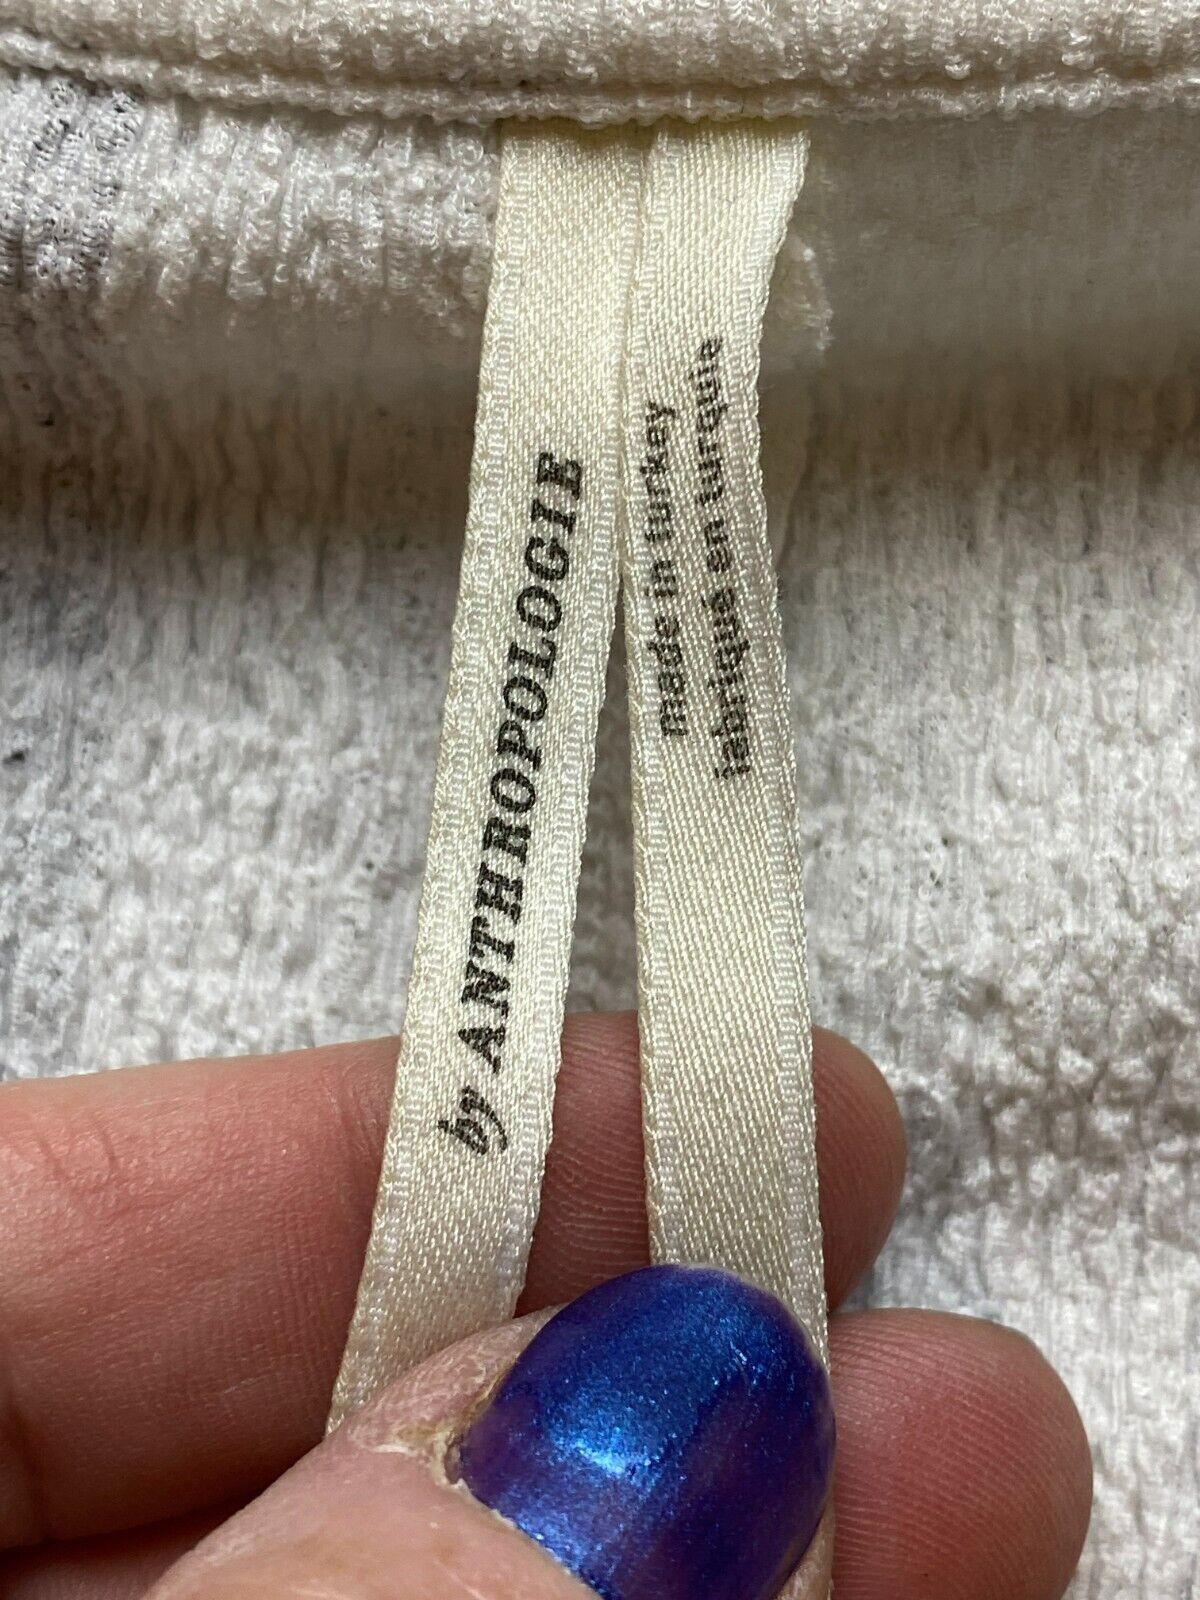 by ANTHROPOLOGIE
made in turkey
fabriqué en turquie